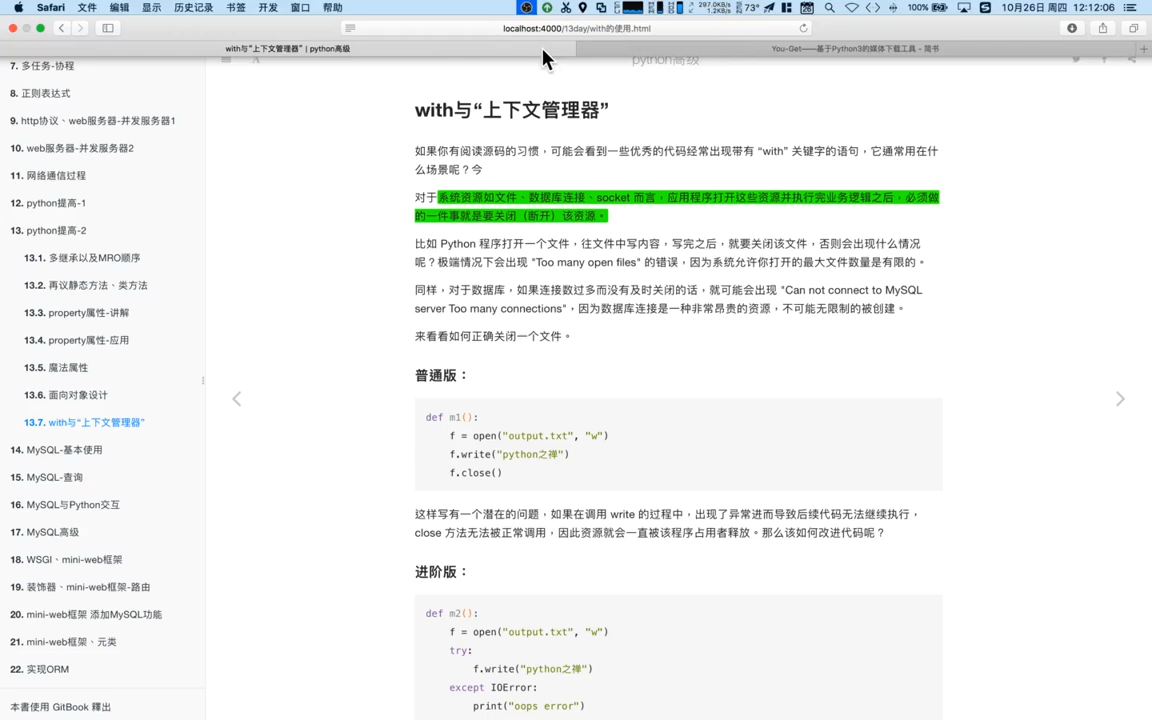 Safari 文件 编辑 显示 历史记录 书签 开发 窗口 帮助
297.0KB/s
1.2KB/s
73°
100%
10月26日 周四 12:12:06
localhost:4000/13day/with的使用.html
with与“上下文管理器” | python高级
You-Get——基于Python3的媒体下载工具 - 简书
python高级
7. 多任务-协程
8. 正则表达式
9. http协议、web服务器-并发服务器1
10. web服务器-并发服务器2
11. 网络通信过程
12. python提高-1
13. python提高-2
13.1. 多继承以及MRO顺序
13.2. 再议静态方法、类方法
13.3. property属性-讲解
13.4. property属性-应用
13.5. 魔法属性
13.6. 面向对象设计
13.7. with与“上下文管理器”
14. MySQL-基本使用
15. MySQL-查询
16. MySQL与Python交互
17. MySQL高级
18. WSGI、mini-web框架
19. 装饰器、mini-web框架-路由
20. mini-web框架 添加MySQL功能
21. mini-web框架、元类
22. 实现ORM
本書使用 GitBook 釋出
with与“上下文管理器”
如果你有阅读源码的习惯，可能会看到一些优秀的代码经常出现带有 “with” 关键字的语句，它通常用在什
么场景呢？今
对于系统资源如文件、数据库连接、socket 而言，应用程序打开这些资源并执行完业务逻辑之后，必须做
的一件事就是要关闭（断开）该资源。
比如 Python 程序打开一个文件，往文件中写内容，写完之后，就要关闭该文件，否则会出现什么情况
呢？极端情况下会出现 "Too many open files" 的错误，因为系统允许你打开的最大文件数量是有限的。
同样，对于数据库，如果连接数过多而没有及时关闭的话，就可能会出现 "Can not connect to MySQL
server Too many connections"，因为数据库连接是一种非常昂贵的资源，不可能无限制的被创建。
来看看如何正确关闭一个文件。
普通版：
def m1():
f = open("output.txt", "w")
f.write("python之禅")
f.close()
这样写有一个潜在的问题，如果在调用 write 的过程中，出现了异常进而导致后续代码无法继续执行，
close 方法无法被正常调用，因此资源就会一直被该程序占用者释放。那么该如何改进代码呢？
进阶版：
def m2():
f = open("output.txt", "w")
try:
f.write("python之禅")
except IOError:
print("oops error")